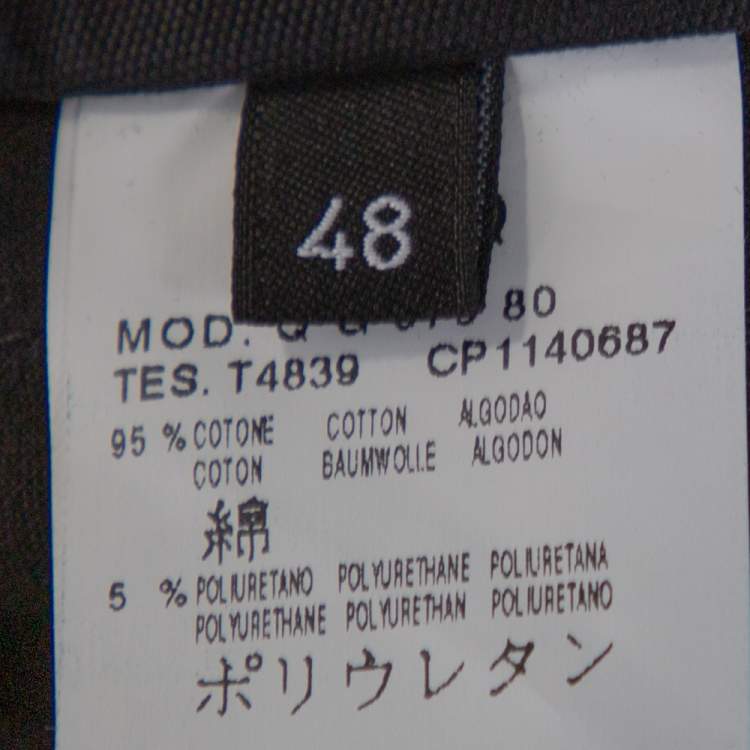 48
MOD. 80
TES. T4839 CP1140687
95 % COTONE COTTON ALGODAO
COTON BAUMWOLLE ALGODON
綿
5 % POLIURETANO POLYURETHANE POLIURETANA
POLYURETHANE POLYURETHAN POLIURETANO
ポリウレタン